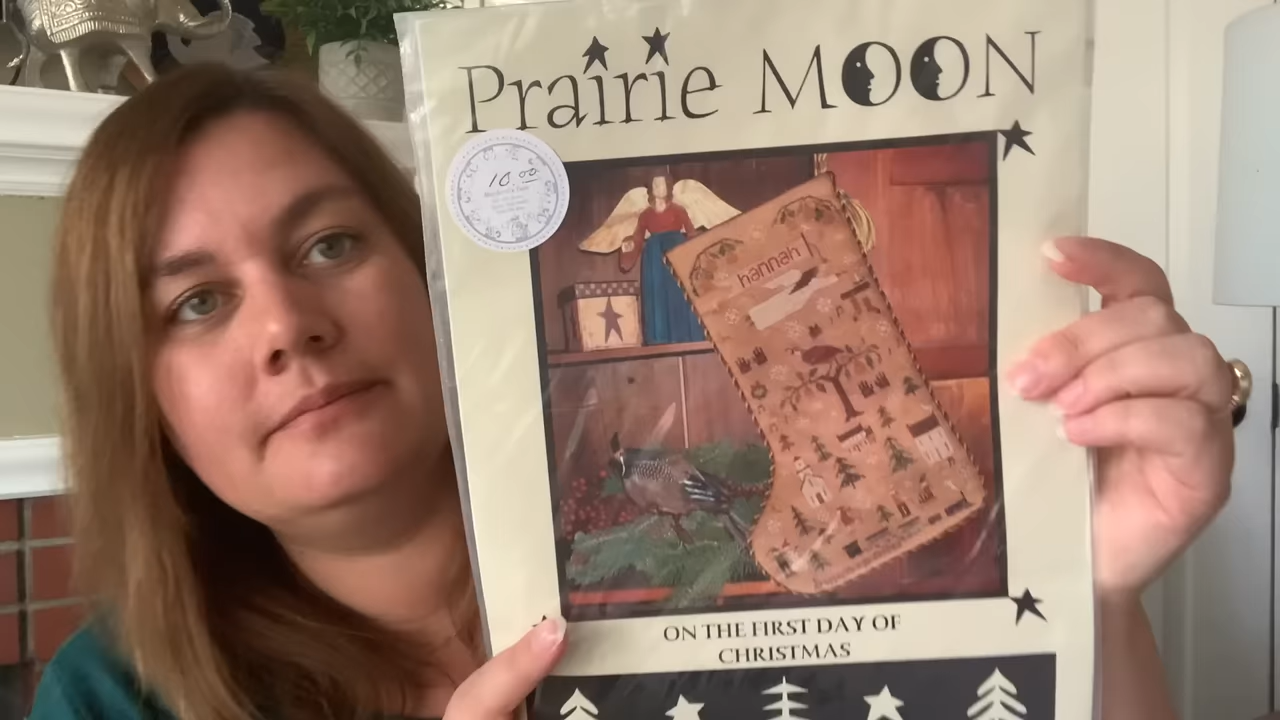 Prairie MOON
10.00
hannah
ON THE FIRST DAY OF
CHRISTMAS